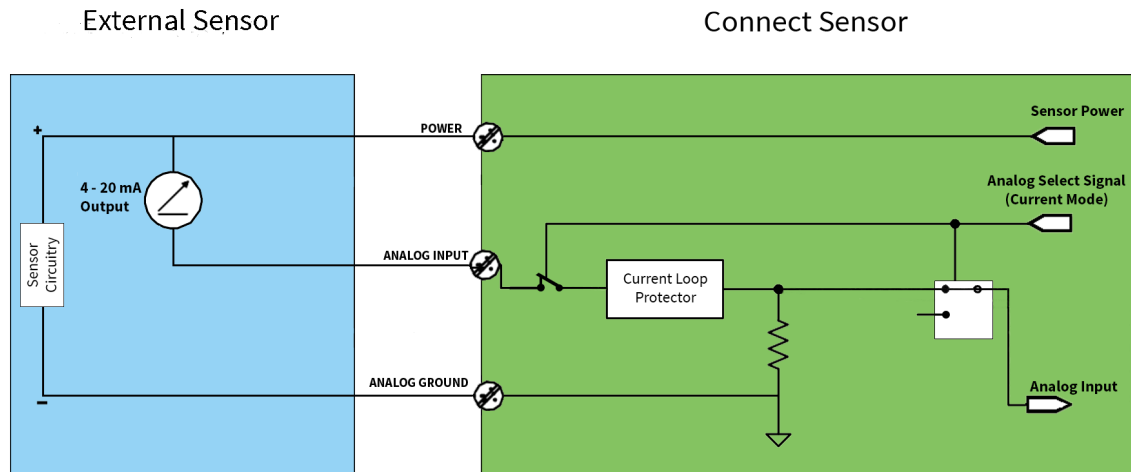 External Sensor
Connect Sensor
Sensor Power
+
POWER
Analog Select Signal
(Current Mode)
4 - 20 mA
Output
Sensor
Circuitry
ANALOG INPUT
Current Loop
Protector
ANALOG GROUND
Analog Input
–